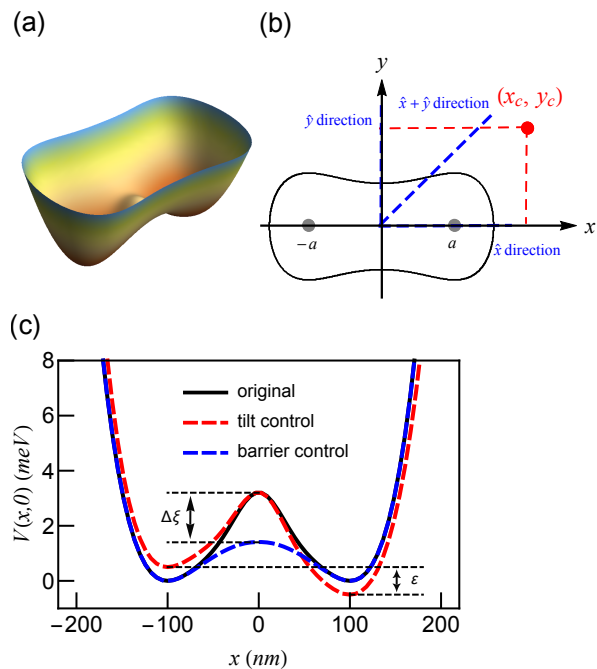 (a)
(b)
y
ŷ direction
x̂ + ŷ direction
(x_c, y_c)
−a
a
x
x̂ direction
(c)
V(x,0) (meV)
8
6
4
2
0
original
tilt control
barrier control
Δξ
ε
−200
−100
0
100
200
x (nm)